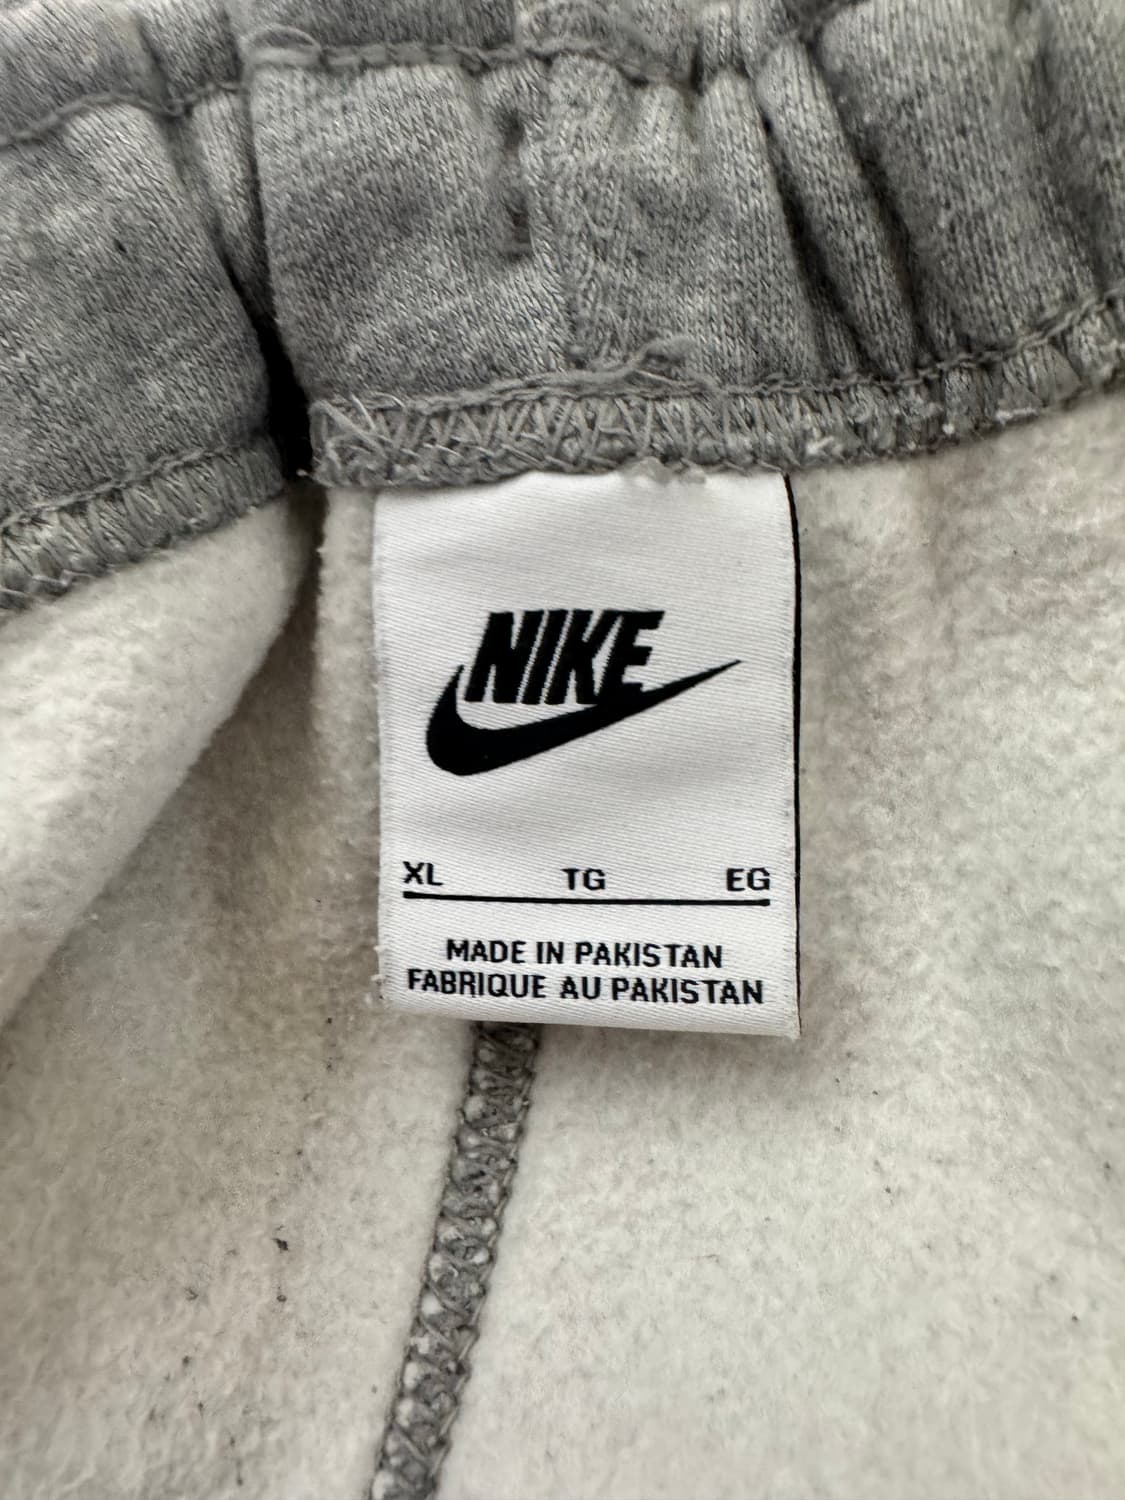 NIKE
XL TG EG
MADE IN PAKISTAN
FABRIQUE AU PAKISTAN